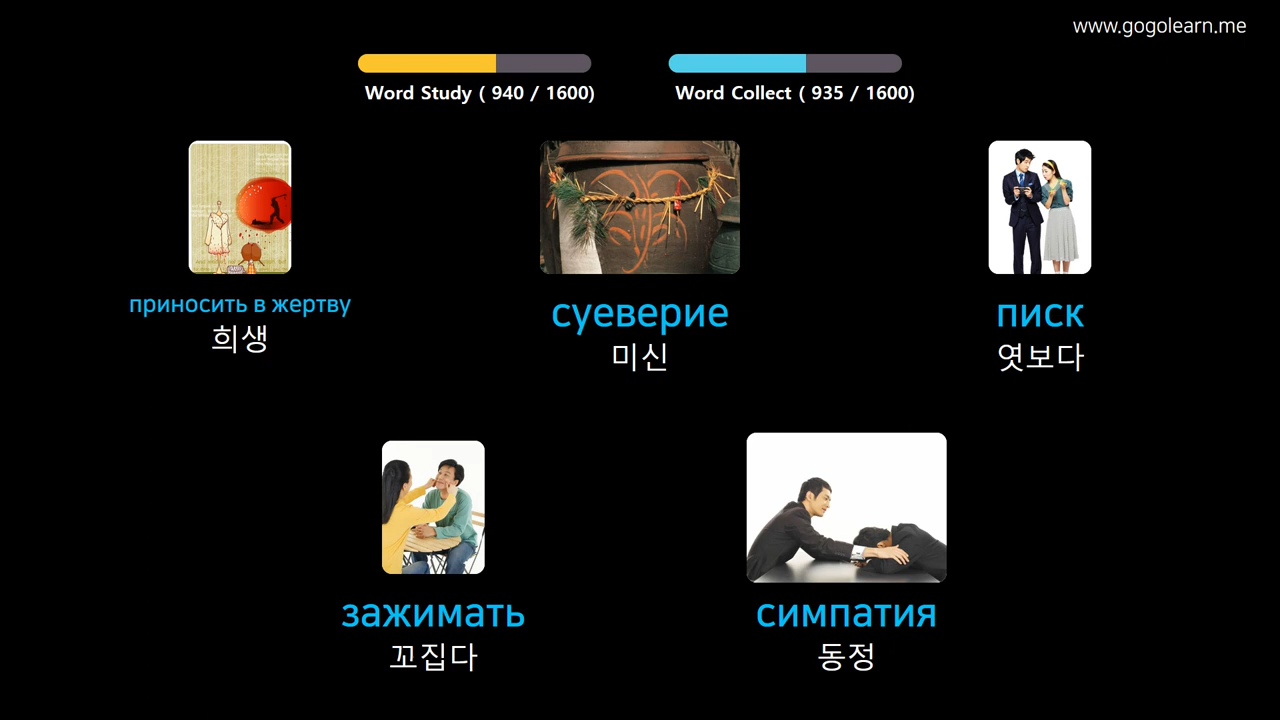 www.gogolearn.me
Word Study ( 940 / 1600)
Word Collect ( 935 / 1600)
приносить в жертву
희생
суеверие
미신
писк
엿보다
зажимать
꼬집다
симпатия
동정